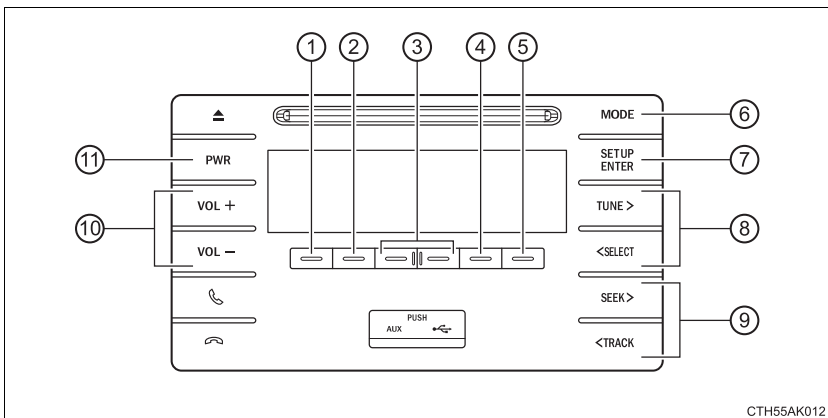 1 2 3 4 5
MODE 6
11 PWR
SETUP
ENTER 7
VOL +
TUNE >
10
8
VOL −
<SELECT
SEEK >
9
PUSH
AUX
<TRACK
CTH55AK012